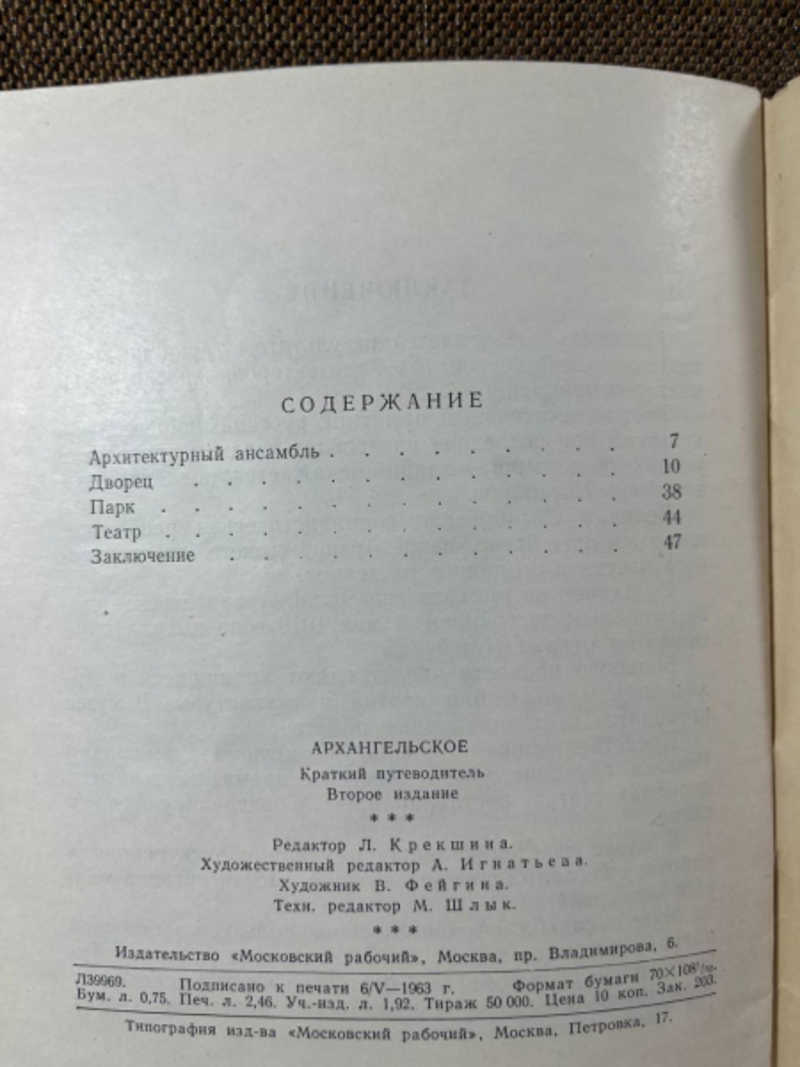 СОДЕРЖАНИЕ
Архитектурный ансамбль . . . . . . . . . . . 7
Дворец . . . . . . . . . . . . . 10
Парк . . . . . . . . . . . . . . 38
Театр . . . . . . . . . . . . . . 44
Заключение . . . . . . . . . . . . 47
АРХАНГЕЛЬСКОЕ
Краткий путеводитель
Второе издание
* * *
Редактор Л. Крекшина.
Художественный редактор А. Игнатьева.
Художник В. Фейгина.
Техн. редактор М. Шлык.
* * *
Издательство «Московский рабочий», Москва, пр. Владимирова, 6.
Л39969. Подписано к печати 6/V—1963 г. Формат бумаги 70×108¹/₁₆.
Бум. л. 0,75. Печ. л. 2,46. Уч.-изд. л. 1,92. Тираж 50 000. Цена 10 коп. Зак. 203.
Типография изд-ва «Московский рабочий», Москва, Петровка, 17.